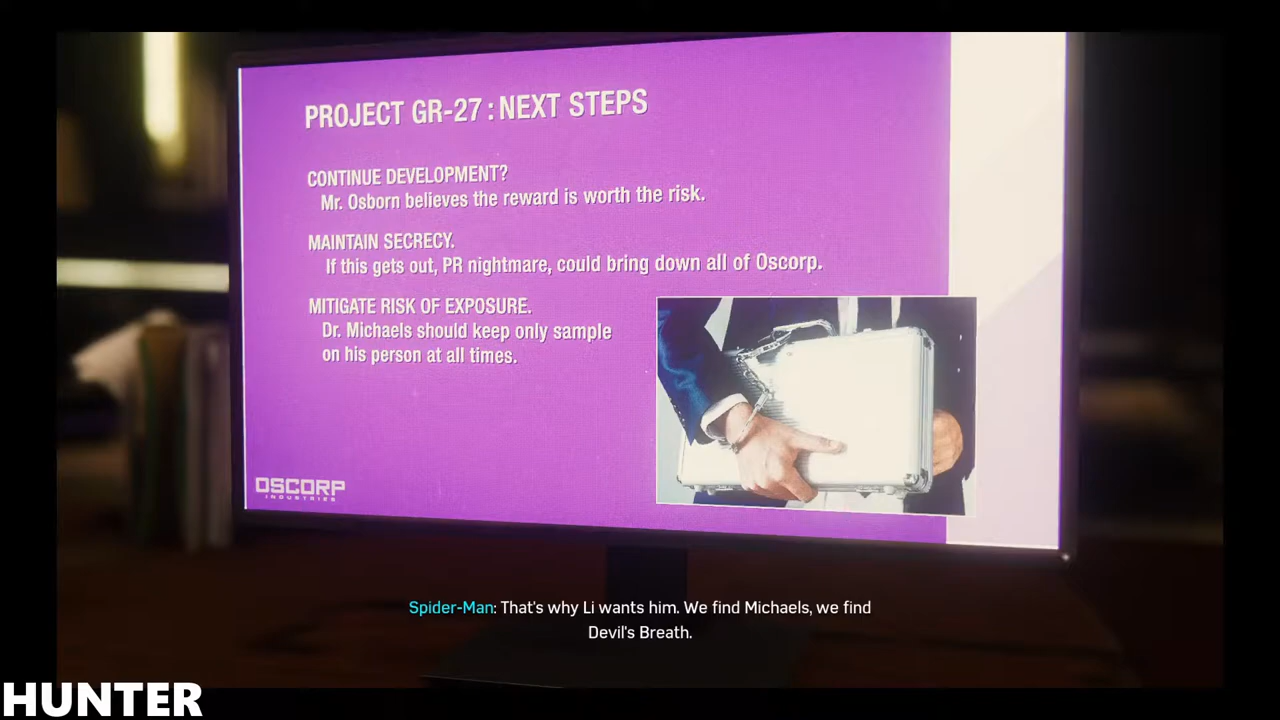 PROJECT GR-27 : NEXT STEPS
CONTINUE DEVELOPMENT?
Mr. Osborn believes the reward is worth the risk.
MAINTAIN SECRECY.
If this gets out, PR nightmare, could bring down all of Oscorp.
MITIGATE RISK OF EXPOSURE.
Dr. Michaels should keep only sample
on his person at all times.
OSCORP
INDUSTRIES
Spider-Man: That's why Li wants him. We find Michaels, we find
Devil's Breath.
HUNTER